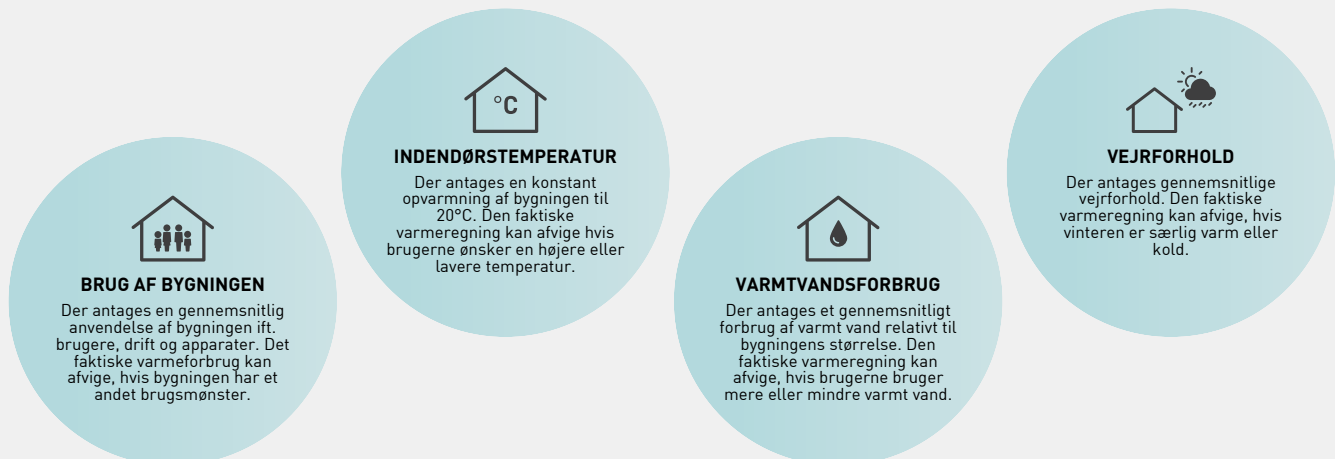 BRUG AF BYGNINGEN
Der antages en gennemsnitlig
anvendelse af bygningen ift.
brugere, drift og apparater. Det
faktiske varmeforbrug kan
afvige, hvis bygningen har et
andet brugsmønster.
°C
INDENDØRSTEMPERATUR
Der antages en konstant
opvarmning af bygningen til
20°C. Den faktiske
varmeregning kan afvige hvis
brugerne ønsker en højere eller
lavere temperatur.
VARMTVANDSFORBRUG
Der antages et gennemsnitligt
forbrug af varmt vand relativt til
bygningens størrelse. Den
faktiske varmeregning kan
afvige, hvis brugerne bruger
mere eller mindre varmt vand.
VEJRFORHOLD
Der antages gennemsnitlige
vejrforhold. Den faktiske
varmeregning kan afvige, hvis
vinteren er særlig varm eller
kold.